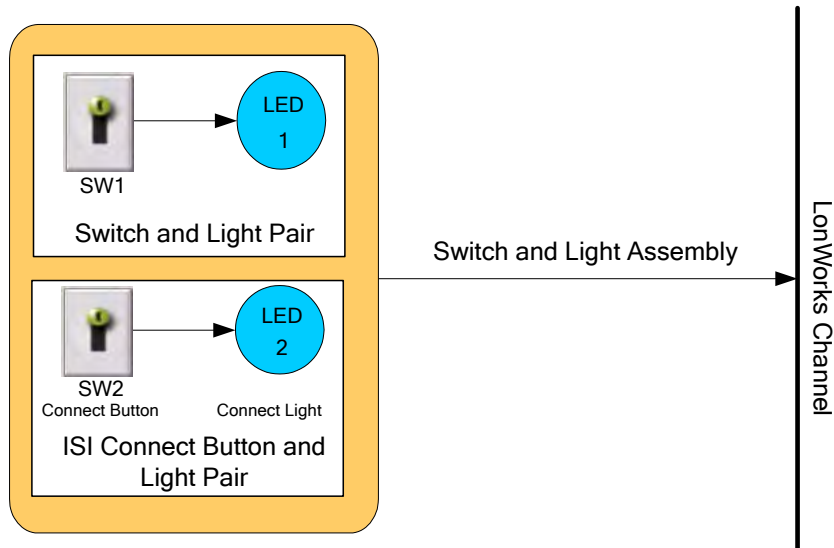 LED
1
SW1
Switch and Light Pair
LED
2
SW2
Connect Button
Connect Light
ISI Connect Button and
Light Pair
Switch and Light Assembly
LonWorks Channel